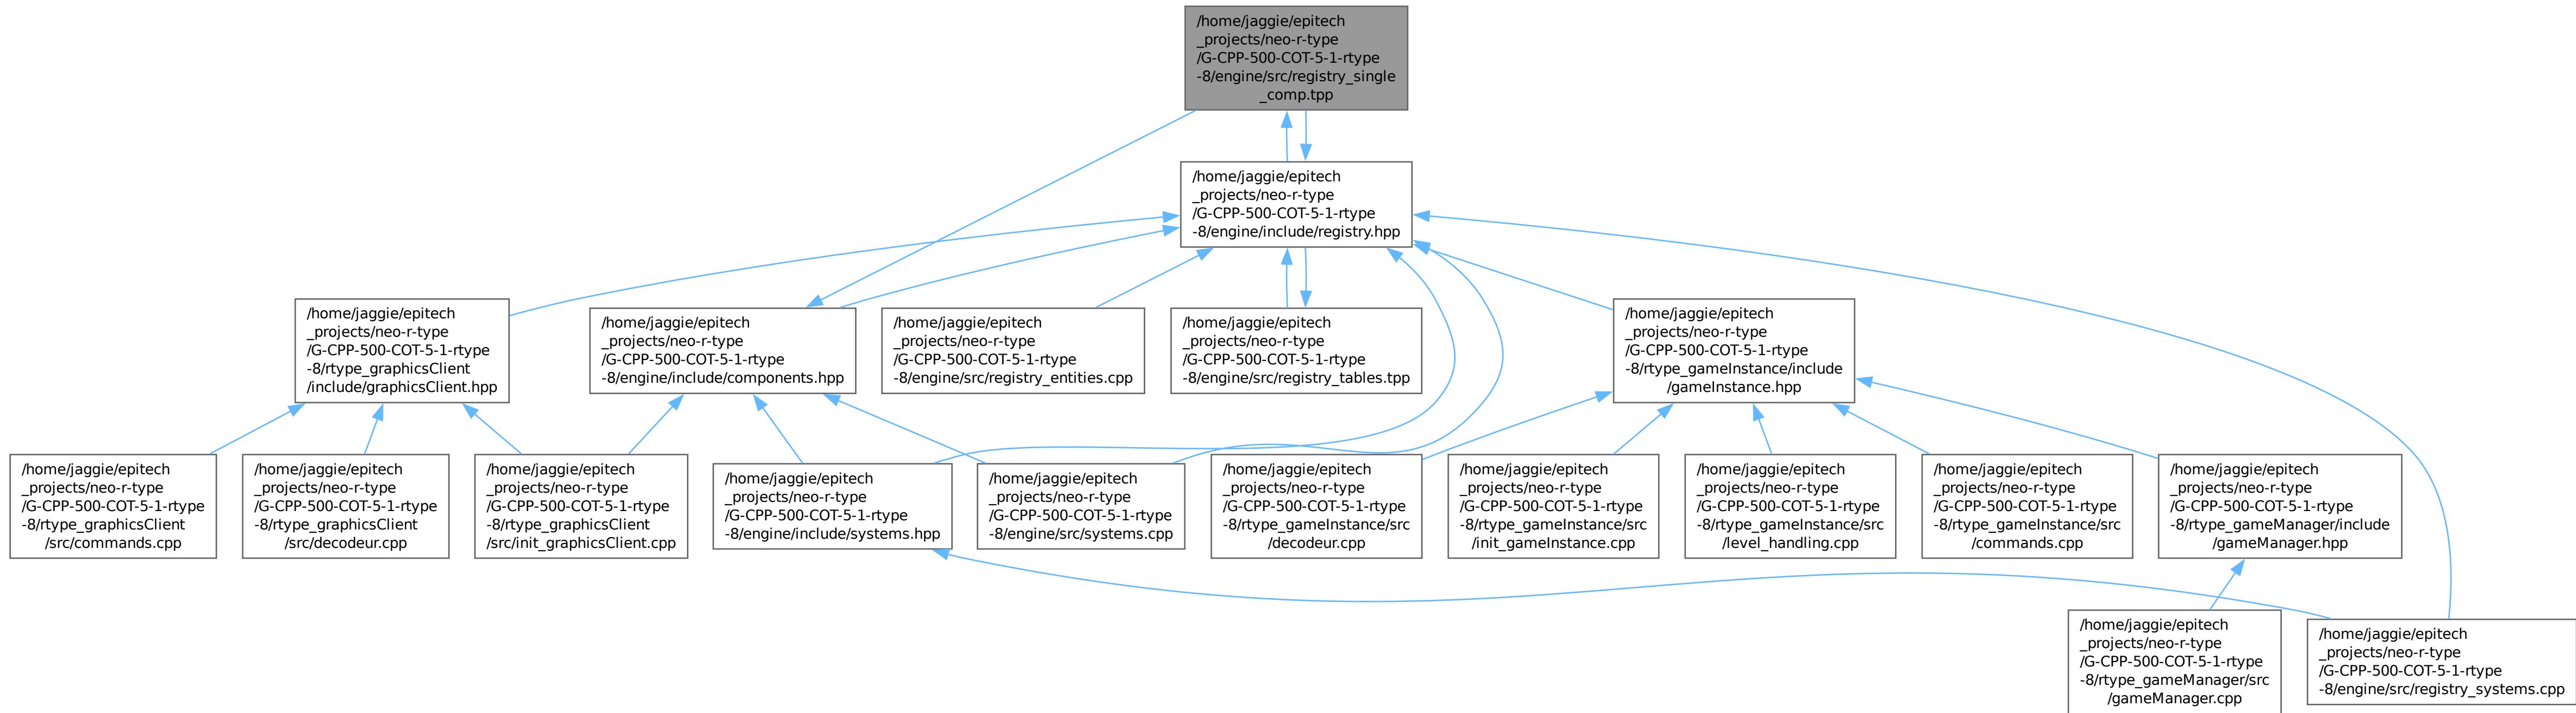 /home/jaggie/epitech
_projects/neo-r-type
/G-CPP-500-COT-5-1-rtype
-8/engine/src/registry_single
_comp.tpp
/home/jaggie/epitech
_projects/neo-r-type
/G-CPP-500-COT-5-1-rtype
-8/engine/include/registry.hpp
/home/jaggie/epitech
_projects/neo-r-type
/G-CPP-500-COT-5-1-rtype
-8/rtype_graphicsClient
/include/graphicsClient.hpp
/home/jaggie/epitech
_projects/neo-r-type
/G-CPP-500-COT-5-1-rtype
-8/engine/include/components.hpp
/home/jaggie/epitech
_projects/neo-r-type
/G-CPP-500-COT-5-1-rtype
-8/engine/src/registry_entities.cpp
/home/jaggie/epitech
_projects/neo-r-type
/G-CPP-500-COT-5-1-rtype
-8/engine/src/registry_tables.tpp
/home/jaggie/epitech
_projects/neo-r-type
/G-CPP-500-COT-5-1-rtype
-8/rtype_gameInstance/include
/gameInstance.hpp
/home/jaggie/epitech
_projects/neo-r-type
/G-CPP-500-COT-5-1-rtype
-8/rtype_graphicsClient
/src/commands.cpp
/home/jaggie/epitech
_projects/neo-r-type
/G-CPP-500-COT-5-1-rtype
-8/rtype_graphicsClient
/src/decodeur.cpp
/home/jaggie/epitech
_projects/neo-r-type
/G-CPP-500-COT-5-1-rtype
-8/rtype_graphicsClient
/src/init_graphicsClient.cpp
/home/jaggie/epitech
_projects/neo-r-type
/G-CPP-500-COT-5-1-rtype
-8/engine/include/systems.hpp
/home/jaggie/epitech
_projects/neo-r-type
/G-CPP-500-COT-5-1-rtype
-8/engine/src/systems.cpp
/home/jaggie/epitech
_projects/neo-r-type
/G-CPP-500-COT-5-1-rtype
-8/rtype_gameInstance/src
/decodeur.cpp
/home/jaggie/epitech
_projects/neo-r-type
/G-CPP-500-COT-5-1-rtype
-8/rtype_gameInstance/src
/init_gameInstance.cpp
/home/jaggie/epitech
_projects/neo-r-type
/G-CPP-500-COT-5-1-rtype
-8/rtype_gameInstance/src
/level_handling.cpp
/home/jaggie/epitech
_projects/neo-r-type
/G-CPP-500-COT-5-1-rtype
-8/rtype_gameInstance/src
/commands.cpp
/home/jaggie/epitech
_projects/neo-r-type
/G-CPP-500-COT-5-1-rtype
-8/rtype_gameManager/include
/gameManager.hpp
/home/jaggie/epitech
_projects/neo-r-type
/G-CPP-500-COT-5-1-rtype
-8/rtype_gameManager/src
/gameManager.cpp
/home/jaggie/epitech
_projects/neo-r-type
/G-CPP-500-COT-5-1-rtype
-8/engine/src/registry_systems.cpp